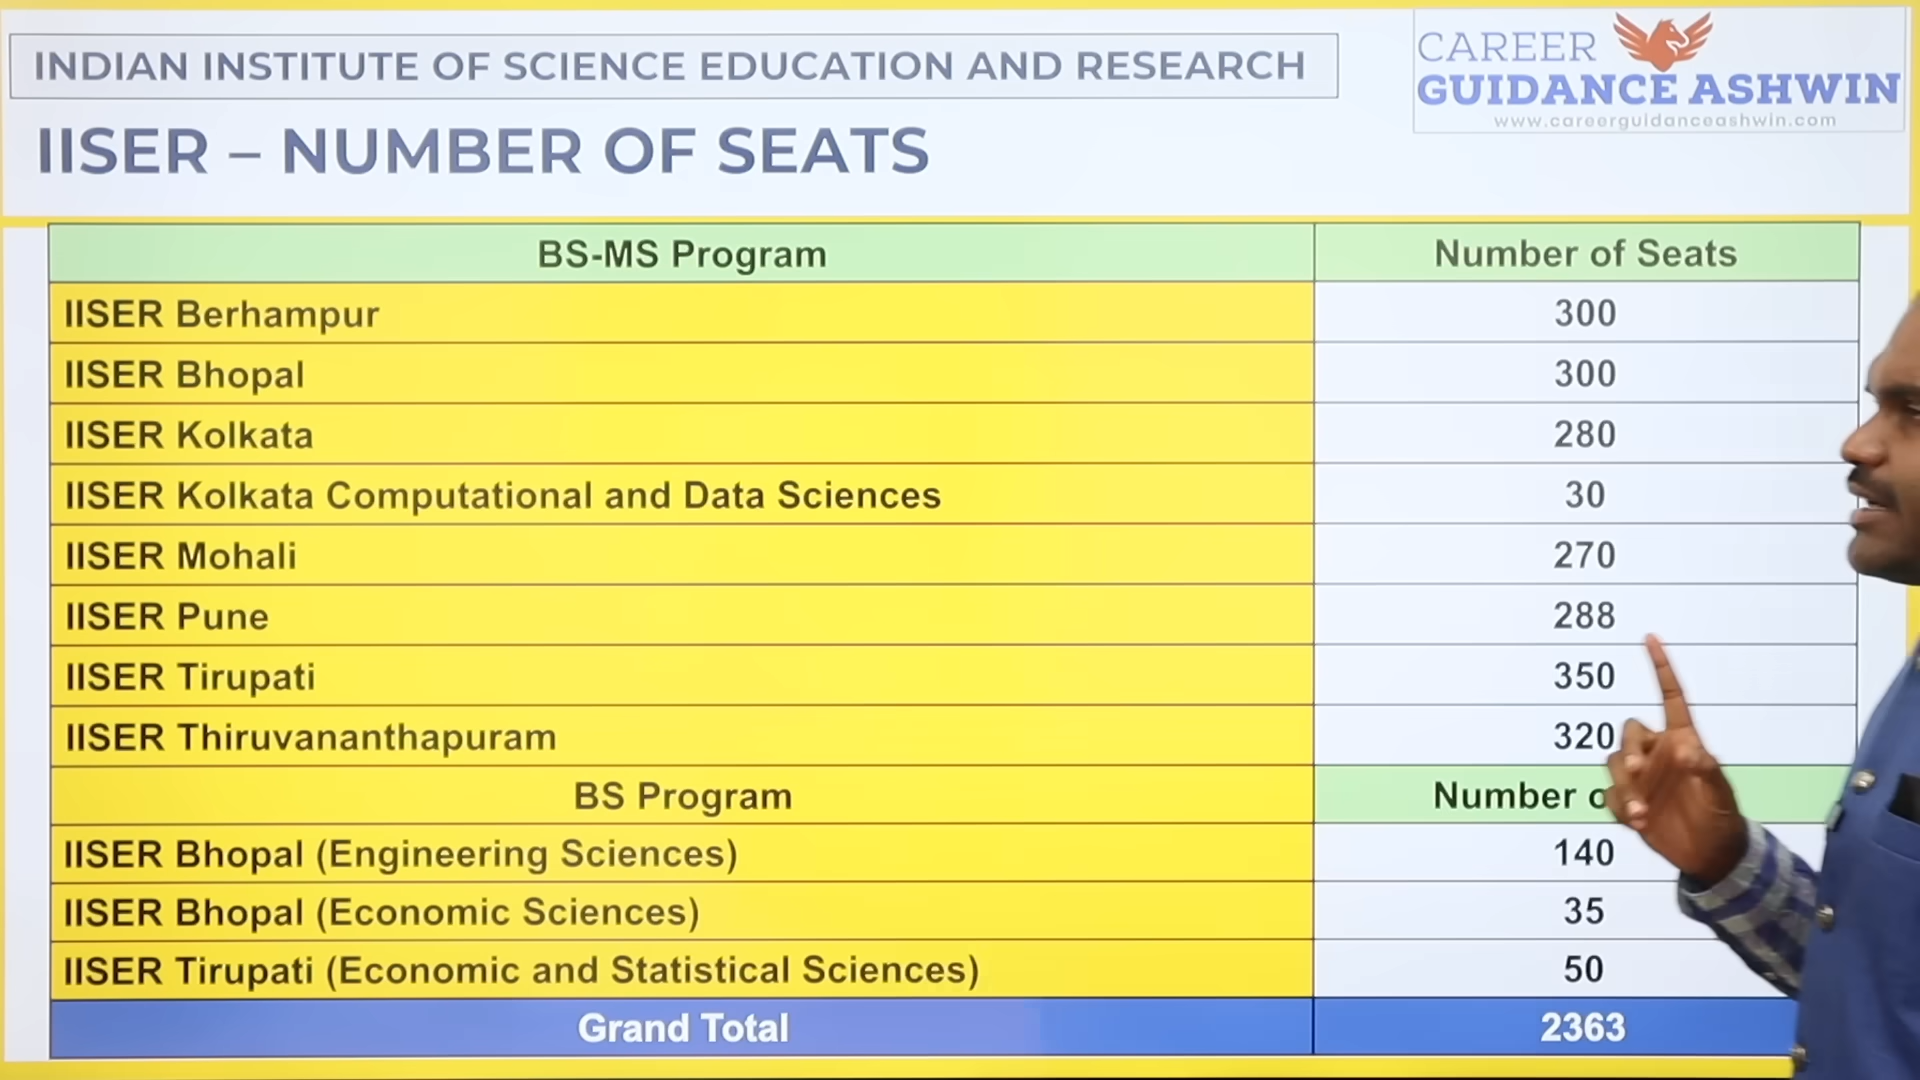 INDIAN INSTITUTE OF SCIENCE EDUCATION AND RESEARCH
CAREER
GUIDANCE ASHWIN
www.careerguidanceashwin.com
IISER – NUMBER OF SEATS
BS-MS Program Number of Seats
IISER Berhampur 300
IISER Bhopal 300
IISER Kolkata 280
IISER Kolkata Computational and Data Sciences 30
IISER Mohali 270
IISER Pune 288
IISER Tirupati 350
IISER Thiruvananthapuram 320
BS Program Number
IISER Bhopal (Engineering Sciences) 140
IISER Bhopal (Economic Sciences) 35
IISER Tirupati (Economic and Statistical Sciences) 50
Grand Total 2363